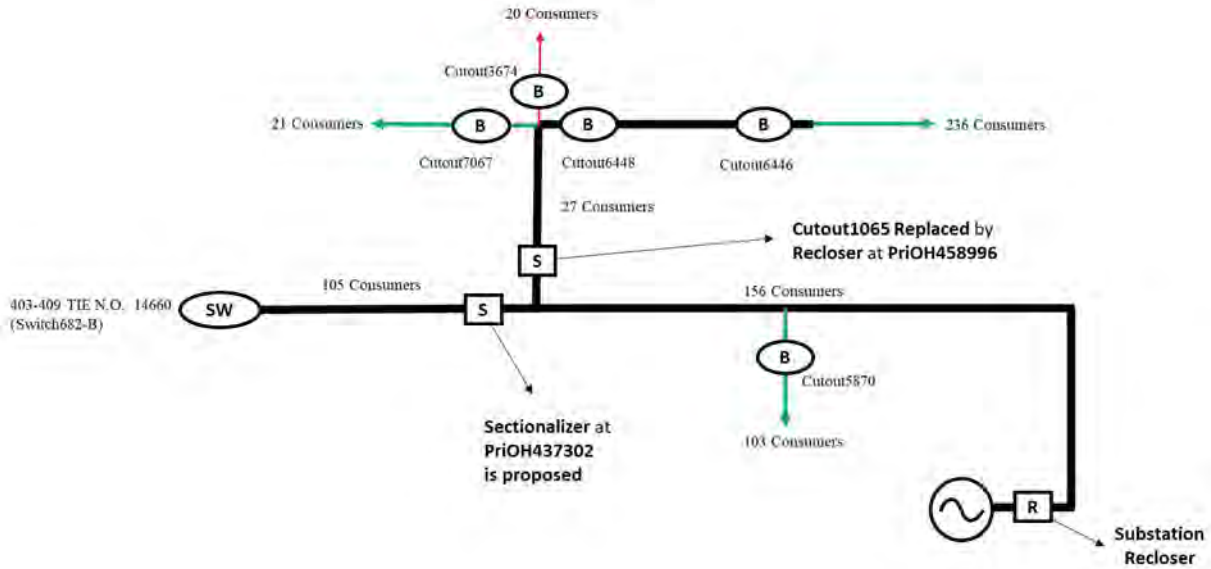 20 Consumers
Cutout3674
B
21 Consumers
B
B
B
236 Consumers
Cutout7067
Cutout6448
Cutout6446
27 Consumers
Cutout1065 Replaced by
Recloser at PriOH458996
S
403-409 TIE N.O. 14660
(Switch682-B)
SW
105 Consumers
S
156 Consumers
B
Cutout5870
Sectionalizer at
PriOH437302
is proposed
103 Consumers
R
Substation
Recloser